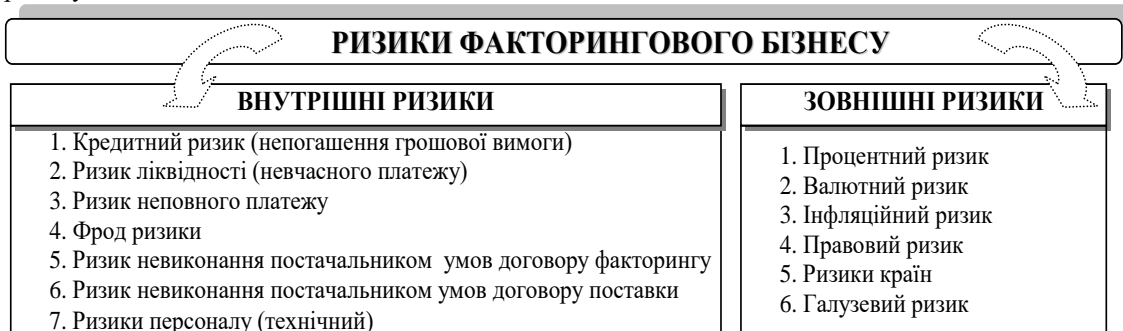 РИЗИКИ ФАКТОРИНГОВОГО БІЗНЕСУ
ВНУТРІШНІ РИЗИКИ
1. Кредитний ризик (непогашення грошової вимоги)
2. Ризик ліквідності (невчасного платежу)
3. Ризик неповного платежу
4. Фрод ризики
5. Ризик невиконання постачальником умов договору факторингу
6. Ризик невиконання постачальником умов договору поставки
7. Ризики персоналу (технічний)
ЗОВНІШНІ РИЗИКИ
1. Процентний ризик
2. Валютний ризик
3. Інфляційний ризик
4. Правовий ризик
5. Ризики країн
6. Галузевий ризик